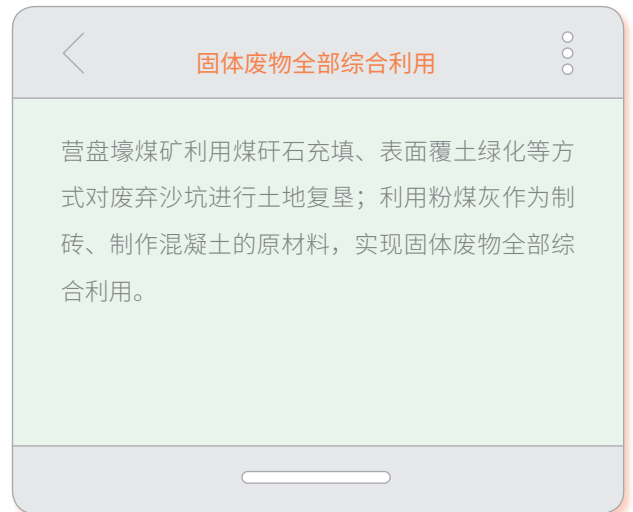 固体废物全部综合利用
营盘壕煤矿利用煤矸石充填、表面覆土绿化等方
式对废弃沙坑进行土地复垦；利用粉煤灰作为制
砖、制作混凝土的原材料，实现固体废物全部综
合利用。